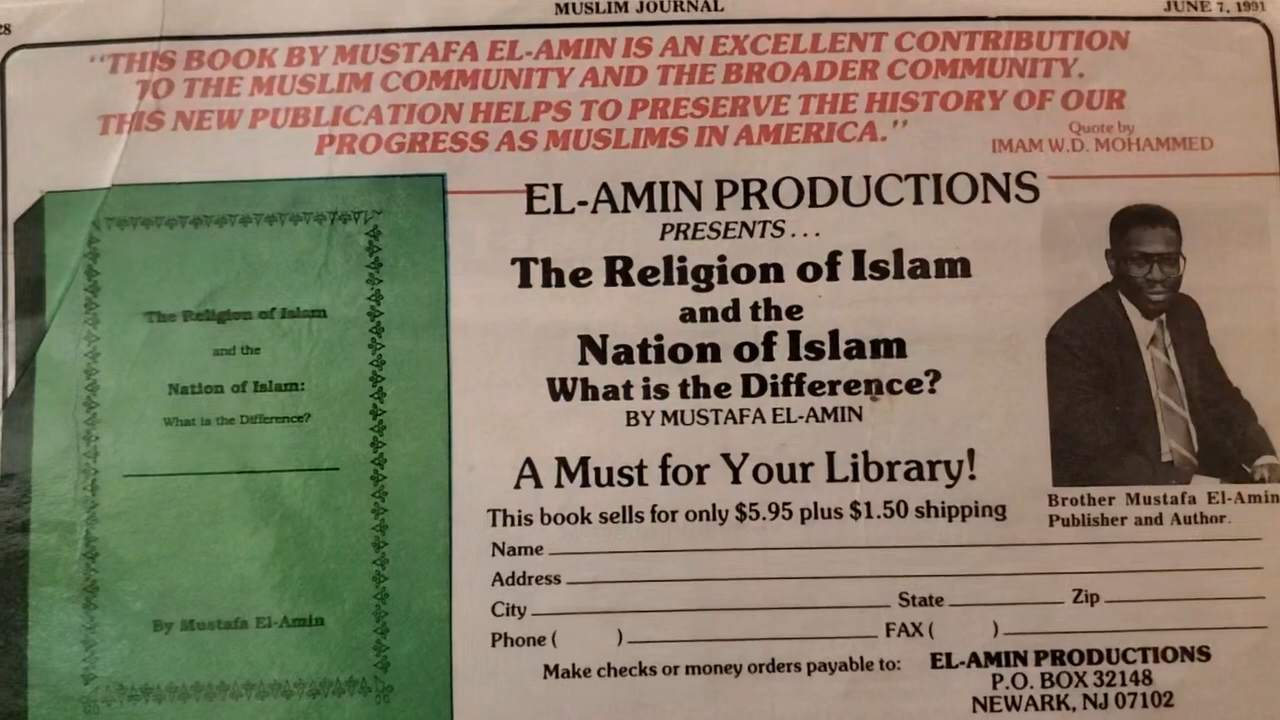 28
MUSLIM JOURNAL
JUNE 7, 1991
"THIS BOOK BY MUSTAFA EL-AMIN IS AN EXCELLENT CONTRIBUTION
TO THE MUSLIM COMMUNITY AND THE BROADER COMMUNITY.
THIS NEW PUBLICATION HELPS TO PRESERVE THE HISTORY OF OUR
PROGRESS AS MUSLIMS IN AMERICA."
Quote by
IMAM W.D. MOHAMMED
The Religion of Islam
and the
Nation of Islam:
What is the Difference?
By Mustafa El-Amin
EL-AMIN PRODUCTIONS
PRESENTS...
The Religion of Islam
and the
Nation of Islam
What is the Difference?
BY MUSTAFA EL-AMIN
A Must for Your Library!
This book sells for only $5.95 plus $1.50 shipping
Brother Mustafa El-Amin
Publisher and Author.
Name
Address
City State Zip
Phone ( ) FAX ( )
Make checks or money orders payable to:
EL-AMIN PRODUCTIONS
P.O. BOX 32148
NEWARK, NJ 07102